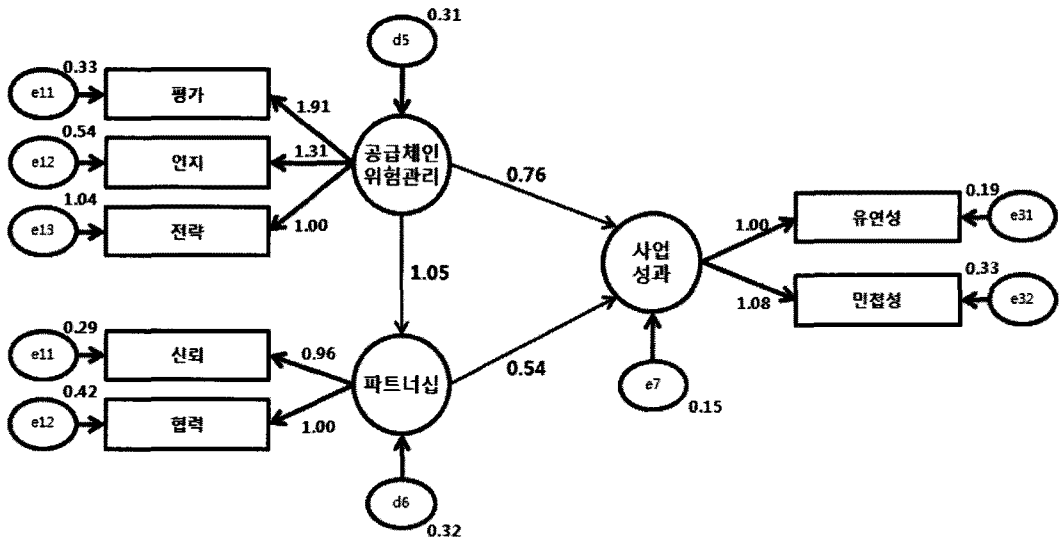 0.31
d5
0.33
e11
평가
1.91
0.54
e12
인지
1.31
공급체인
위험관리
1.04
e13
전략
1.00
0.76
1.05
사업
성과
1.00
유연성
0.19
e31
1.08
민첩성
0.33
e32
0.29
e11
신뢰
0.96
0.42
e12
협력
1.00
파트너십
0.54
e7
0.15
d6
0.32